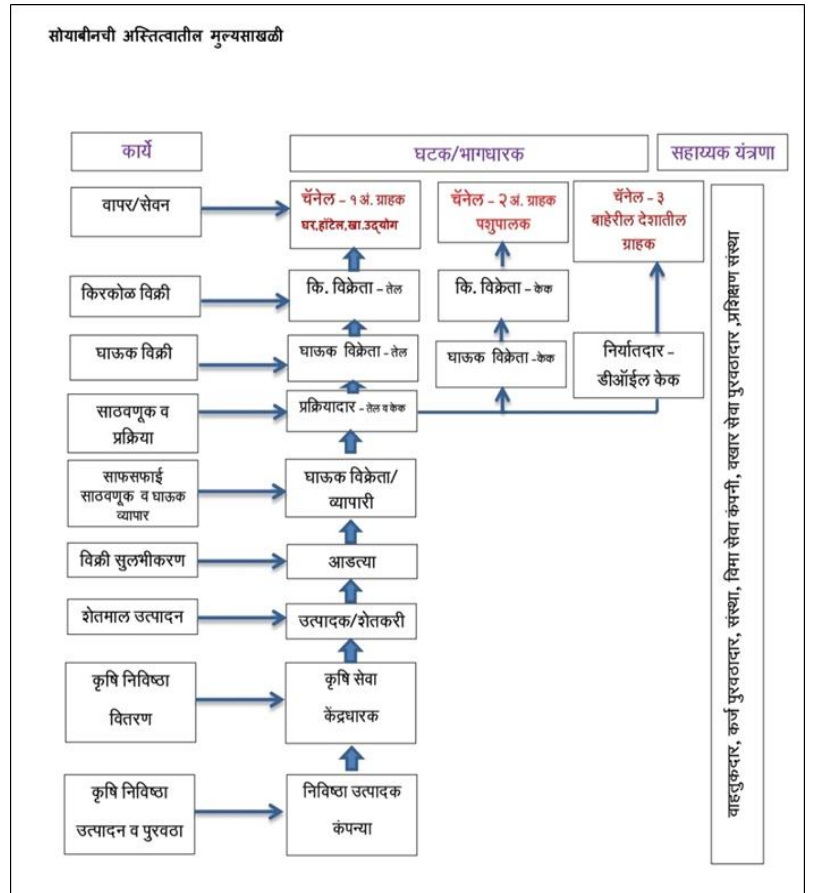 सोयाबीनची अस्तित्वातील मुल्यसाखळी
कार्ये
घटक/भागधारक
सहाय्यक यंत्रणा
वापर/सेवन
चॅनेल – १ अं. ग्राहक
घर,हॉटेल,खा.उद्योग
चॅनेल – २ अं. ग्राहक
पशुपालक
चॅनेल – ३
बाहेरील देशातील
ग्राहक
किरकोळ विक्री
कि. विक्रेता – तेल
कि. विक्रेता – केक
घाऊक विक्री
घाऊक विक्रेता – तेल
घाऊक विक्रेता -केक
निर्यातदार –
डीऑईल केक
साठवणूक व
प्रक्रिया
प्रक्रियादार – तेल व केक
साफसफाई
साठवणूक व घाऊक
व्यापार
घाऊक विक्रेता/
व्यापारी
विक्री सुलभीकरण
आडत्या
शेतमाल उत्पादन
उत्पादक/शेतकरी
कृषि निविष्ठा
वितरण
कृषि सेवा
केंद्रधारक
कृषि निविष्ठा
उत्पादन व पुरवठा
निविष्ठा उत्पादक
कंपन्या
वाहतुकदार, कर्ज पुरवठादार, संस्था, विमा सेवा कंपनी, वखार सेवा पुरवठादार ,प्रशिक्षण संस्था